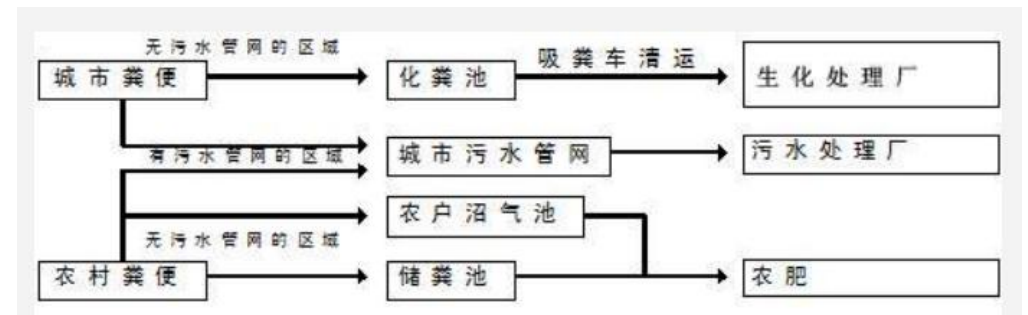 无污水管网的区域
城市粪便
化粪池
吸粪车清运
生化处理厂
有污水管网的区域
城市污水管网
污水处理厂
农户沼气池
无污水管网的区域
农村粪便
储粪池
农肥